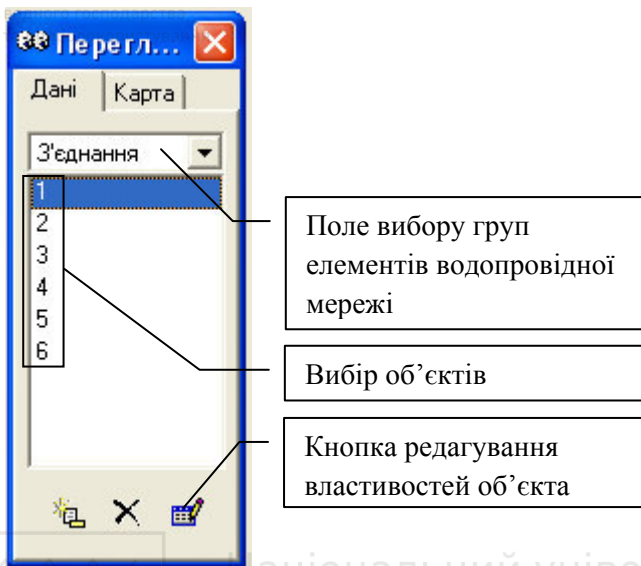 Перегл...
Дані Карта
З'єднання
1
2
3
4
5
6
Поле вибору груп
елементів водопровідної
мережі
Вибір об’єктів
Кнопка редагування
властивостей об’єкта